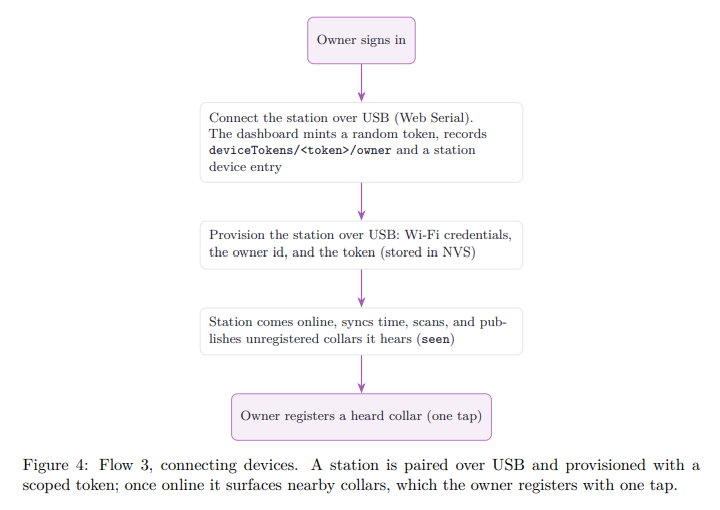 Owner signs in
Connect the station over USB (Web Serial).
The dashboard mints a random token, records
deviceTokens/<token>/owner and a station
device entry
Provision the station over USB: Wi-Fi credentials,
the owner id, and the token (stored in NVS)
Station comes online, syncs time, scans, and pub-
lishes unregistered collars it hears (seen)
Owner registers a heard collar (one tap)
Figure 4: Flow 3, connecting devices. A station is paired over USB and provisioned with a
scoped token; once online it surfaces nearby collars, which the owner registers with one tap.